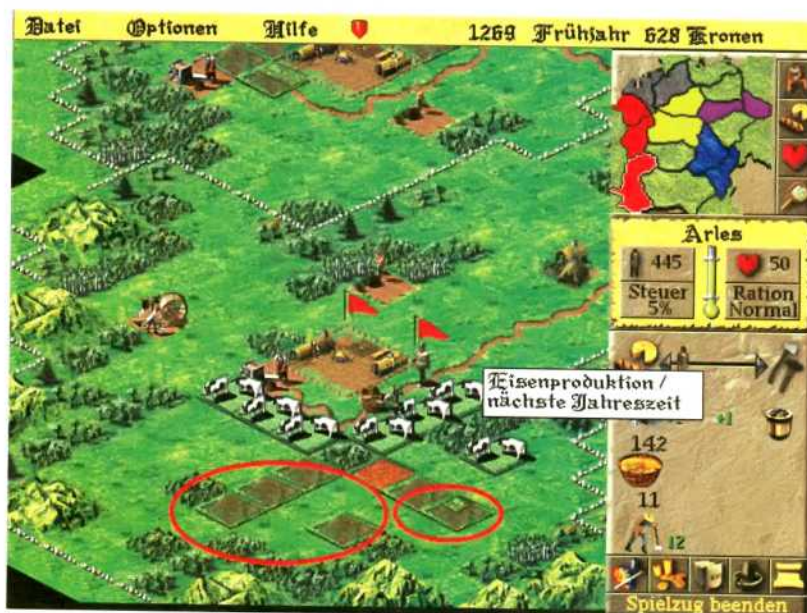 Datei Optionen Hilfe 1269 Frühjahr 628 Kronen
Arles
445 50
Steuer 5% Ration Normal
Eisenproduktion /
nächste Jahreszeit
+1
142
11
12
Spielzug beenden